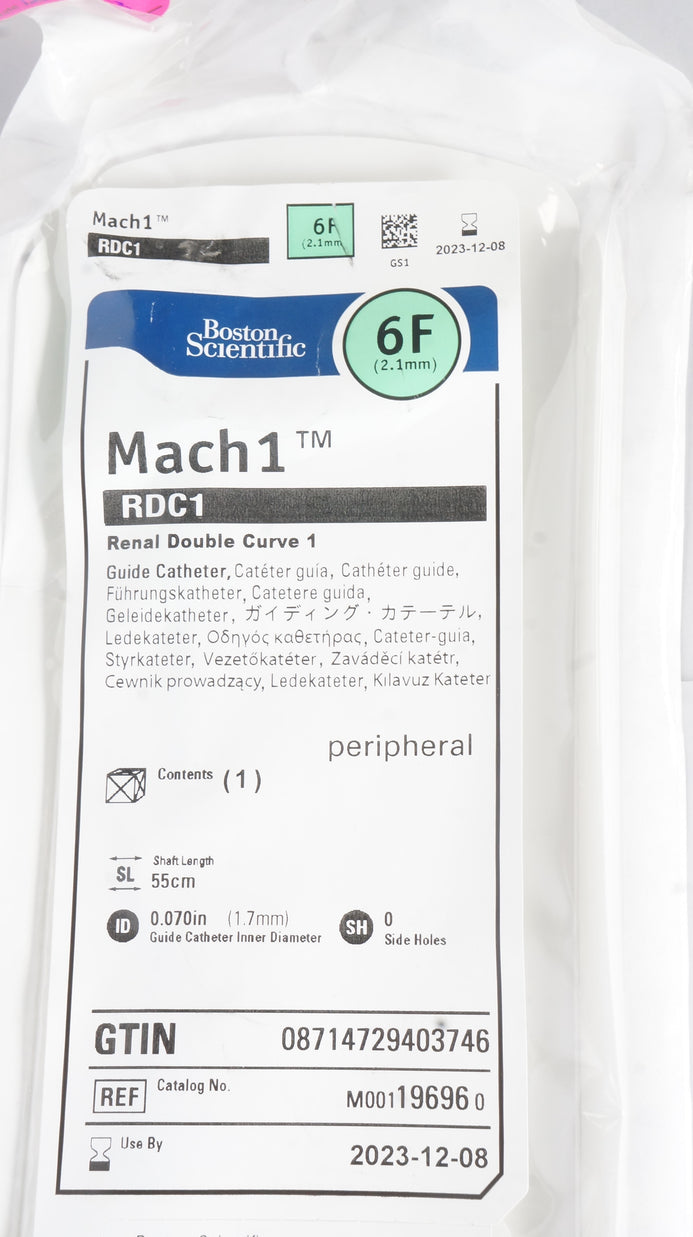 Mach1™
RDC1
6F
(2.1mm
GS1
2023-12-08
Boston
Scientific
6F
(2.1mm)
Mach1™
RDC1
Renal Double Curve 1
Guide Catheter, Catéter guía, Cathéter guide,
Führungskatheter, Catetere guida,
Geleidekatheter, ガイディング・カテーテル,
Ledekateter, Οδηγός καθετήρας, Cateter-guia,
Styrkateter, Vezetőkatéter, Zaváděcí katétr,
Cewnik prowadzący, Ledekateter, Kılavuz Kateter
peripheral
Contents (1)
SL
Shaft Length
55cm
ID
0.070in (1.7mm)
Guide Catheter Inner Diameter
SH
0
Side Holes
GTIN 08714729403746
REF Catalog No. M001196960
Use By 2023-12-08